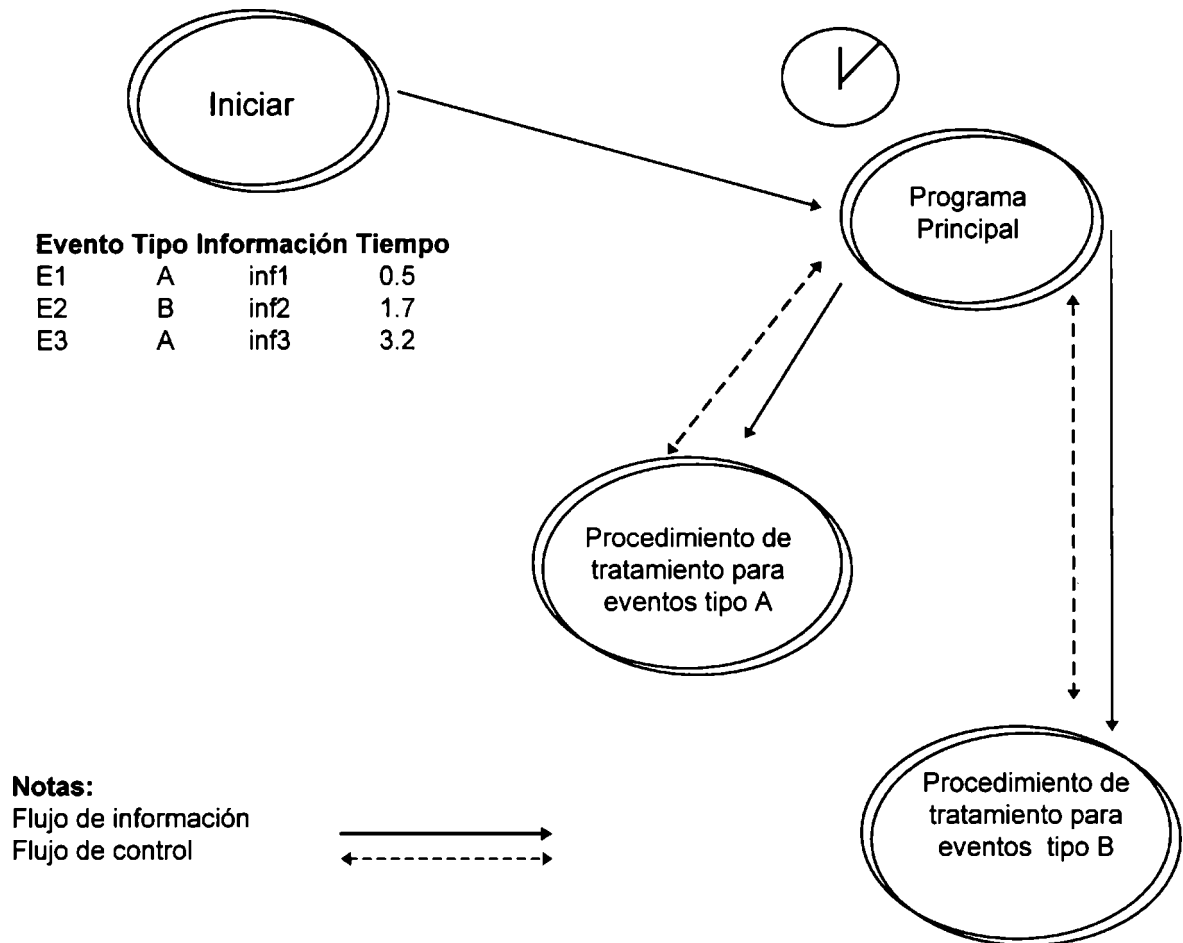 Iniciar
Programa
Principal
Evento Tipo Información Tiempo
E1 A inf1 0.5
E2 B inf2 1.7
E3 A inf3 3.2
Procedimiento de
tratamiento para
eventos tipo A
Procedimiento de
tratamiento para
eventos tipo B
Notas:
Flujo de información
Flujo de control